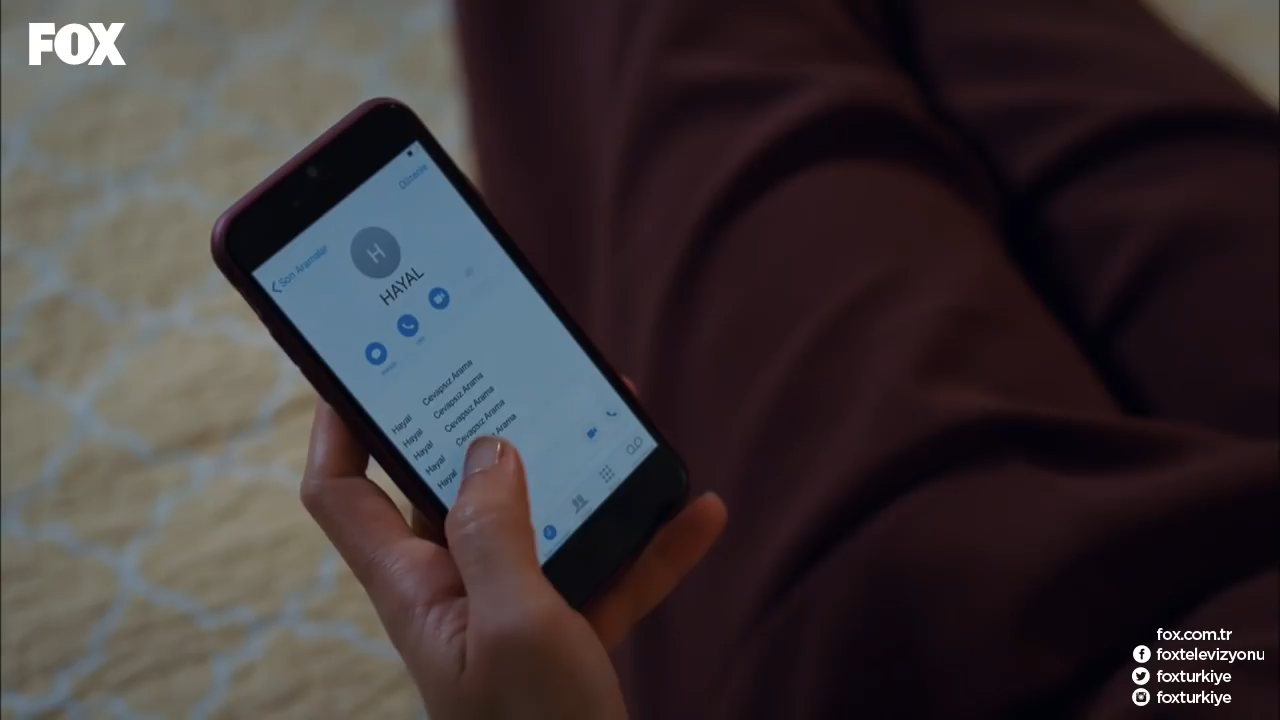 FOX
Düzenle
Son Aramalar
H
HAYAL
Hayal Cevapsız Arama
Hayal Cevapsız Arama
Hayal Cevapsız Arama
Hayal Cevapsız Arama
Hayal Arama
fox.com.tr
foxtelevizyonu
foxturkiye
foxturkiye